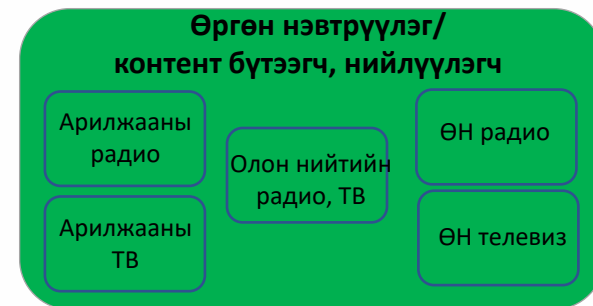 Өргөн нэвтрүүлэг/
контент бүтээгч, нийлүүлэгч
Арилжааны
радио
Арилжааны
ТВ
Олон нийтийн
радио, ТВ
ӨН радио
ӨН телевиз